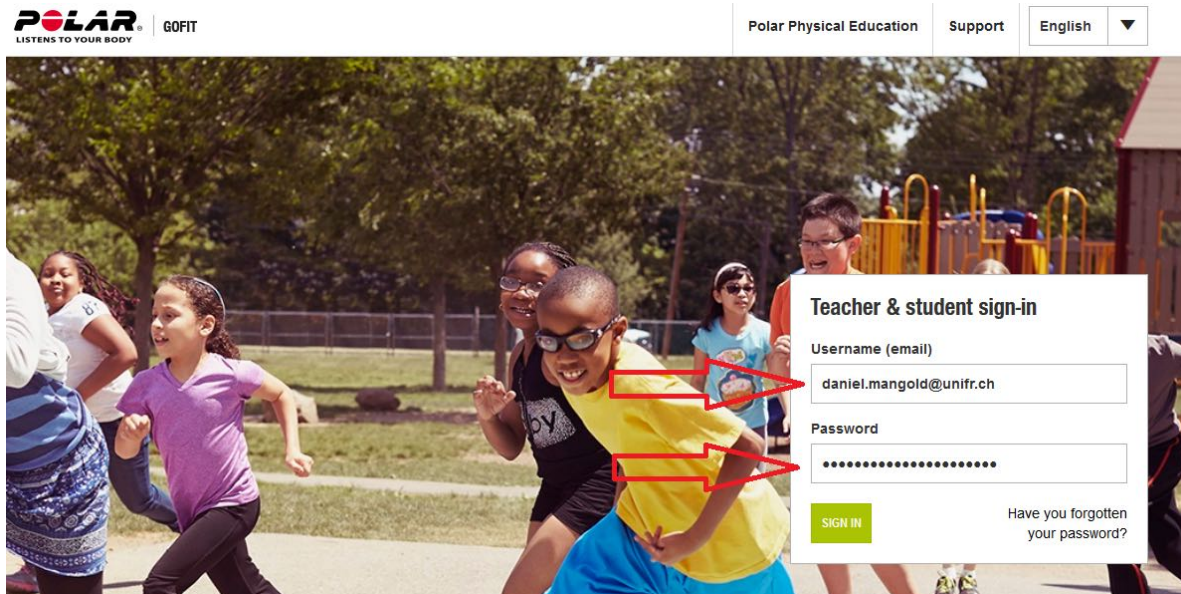 POLAR
LISTENS TO YOUR BODY
GOFIT
Polar Physical Education
Support
English
Teacher & student sign-in
Username (email)
daniel.mangold@unifr.ch
Password
••••••••••••••••••••••
SIGN IN
Have you forgotten
your password?